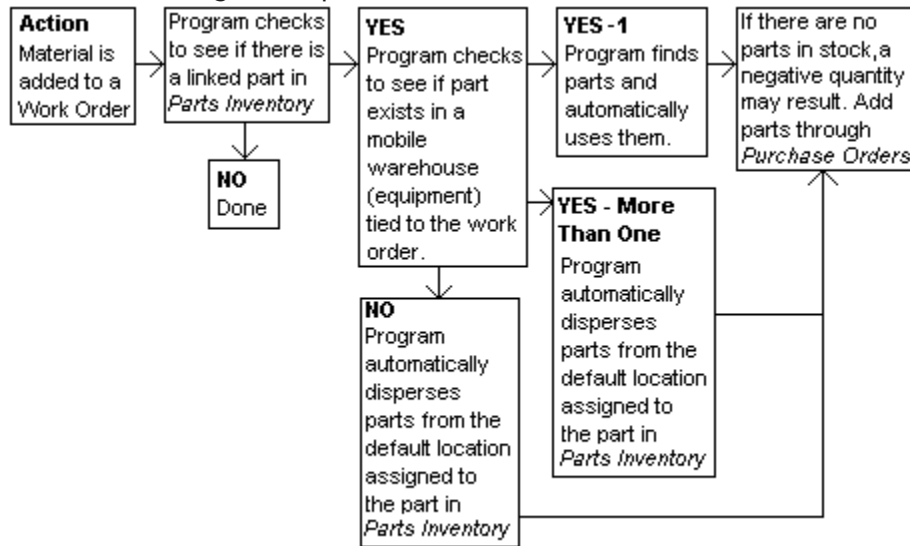 Action
Material is
added to a
Work Order
Program checks
to see if there is
a linked part in
Parts Inventory
NO
Done
YES
Program checks
to see if part
exists in a
mobile
warehouse
(equipment)
tied to the work
order.
YES -1
Program finds
parts and
automatically
uses them.
If there are no
parts in stock, a
negative quantity
may result. Add
parts through
Purchase Orders
YES - More
Than One
Program
automatically
disperses
parts from the
default location
assigned to
the part in
Parts Inventory
NO
Program
automatically
disperses
parts from the
default location
assigned to
the part in
Parts Inventory